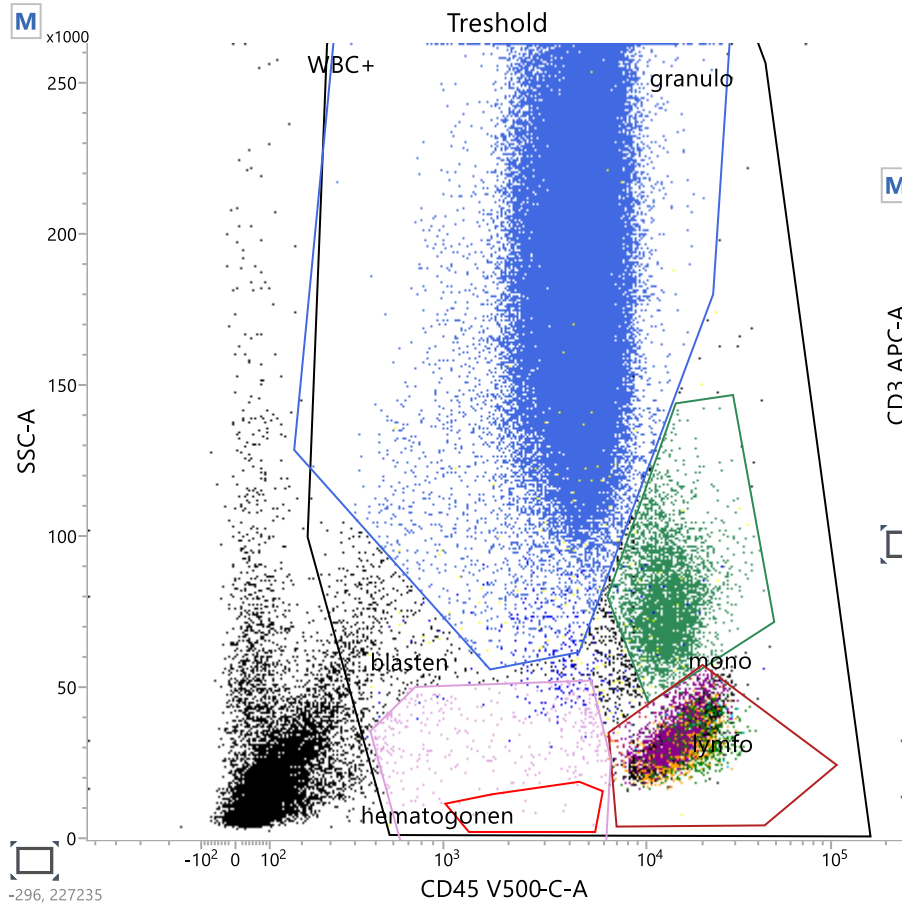 M
Treshold
x1000
WBC+
granulo
250
M
200
150
SSC-A
CD3 APC-A
100
blasten
mono
50
lymfo
hematogonen
0
-10² 0 10² 10³ 10⁴ 10⁵
CD45 V500-C-A
-296, 227235